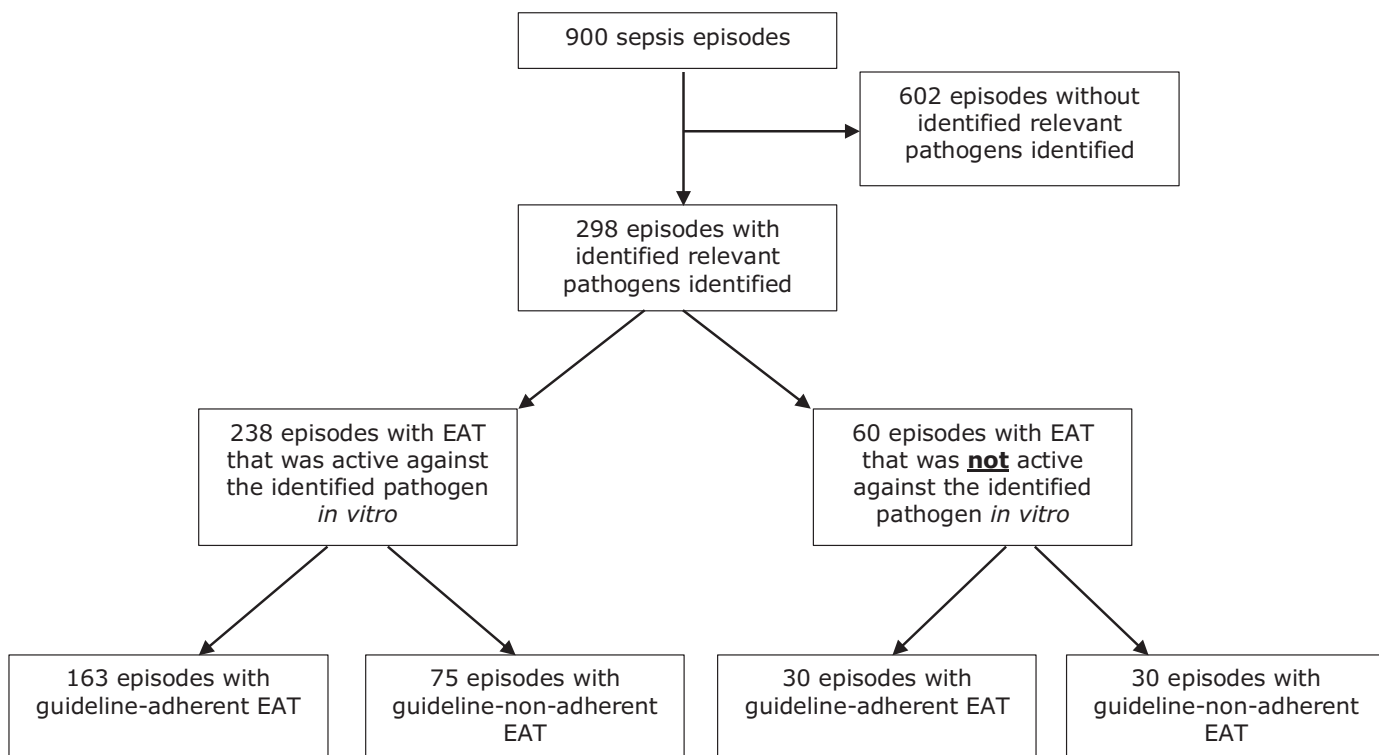 900 sepsis episodes
602 episodes without
identified relevant
pathogens identified
298 episodes with
identified relevant
pathogens identified
238 episodes with EAT
that was active against
the identified pathogen
in vitro
60 episodes with EAT
that was not active
against the identified
pathogen in vitro
163 episodes with
guideline-adherent EAT
75 episodes with
guideline-non-adherent
EAT
30 episodes with
guideline-adherent EAT
30 episodes with
guideline-non-adherent
EAT